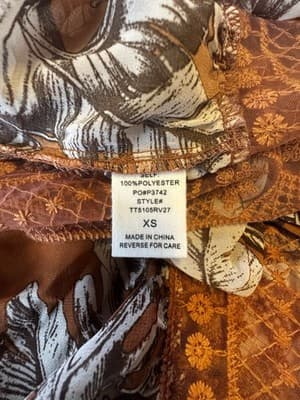 SELF:
100%POLYESTER
PO#P3742
STYLE#
TT5105RV27
XS
MADE IN CHINA
REVERSE FOR CARE